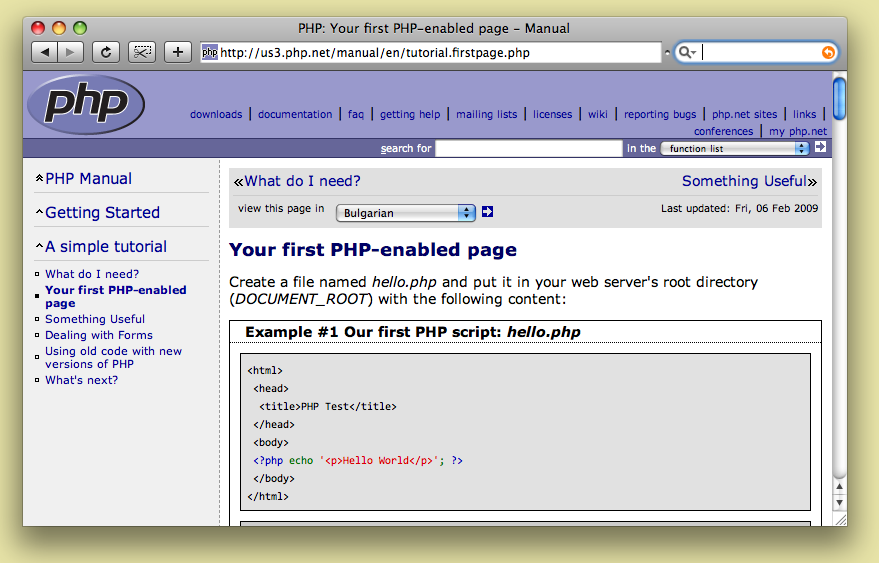 PHP: Your first PHP-enabled page – Manual
php http://us3.php.net/manual/en/tutorial.firstpage.php
php
downloads | documentation | faq | getting help | mailing lists | licenses | wiki | reporting bugs | php.net sites | links |
conferences | my php.net
search for in the function list
PHP Manual
Getting Started
A simple tutorial
What do I need?
Your first PHP-enabled
page
Something Useful
Dealing with Forms
Using old code with new
versions of PHP
What's next?
«What do I need? Something Useful»
view this page in Bulgarian Last updated: Fri, 06 Feb 2009
Your first PHP-enabled page
Create a file named hello.php and put it in your web server's root directory
(DOCUMENT_ROOT) with the following content:
Example #1 Our first PHP script: hello.php
<html>
<head>
<title>PHP Test</title>
</head>
<body>
<?php echo '<p>Hello World</p>'; ?>
</body>
</html>